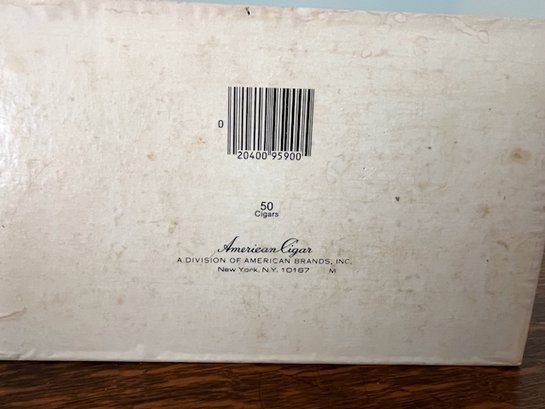 0
20400 95900
50
Cigars
American Cigar
A DIVISION OF AMERICAN BRANDS, INC.
New York, N.Y. 10167 M